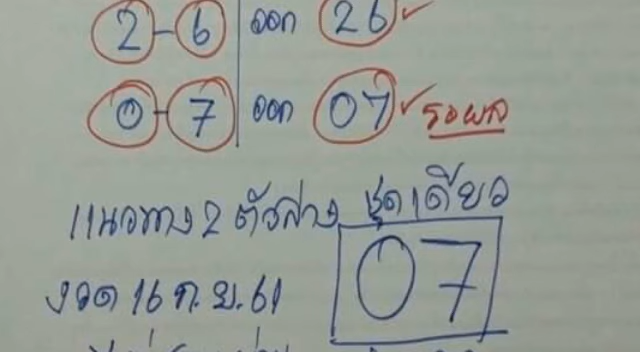 2-6 ออก 26
0-7 ออก 07 รอผล
แนวทาง 2 ตัวล่าง ชุดเดียว
งวด 16 ก.ย. 61 07